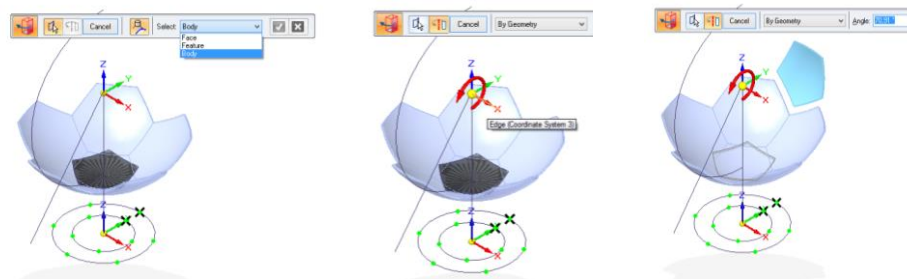 Cancel Select: Body
Face
Feature
Body
Z
Y
X
Z
X
Cancel By Geometry
Z
Y
X
Edge (Coordinate System 3)
Z
X
Cancel By Geometry Angle:
Z
Y
X
Z
X